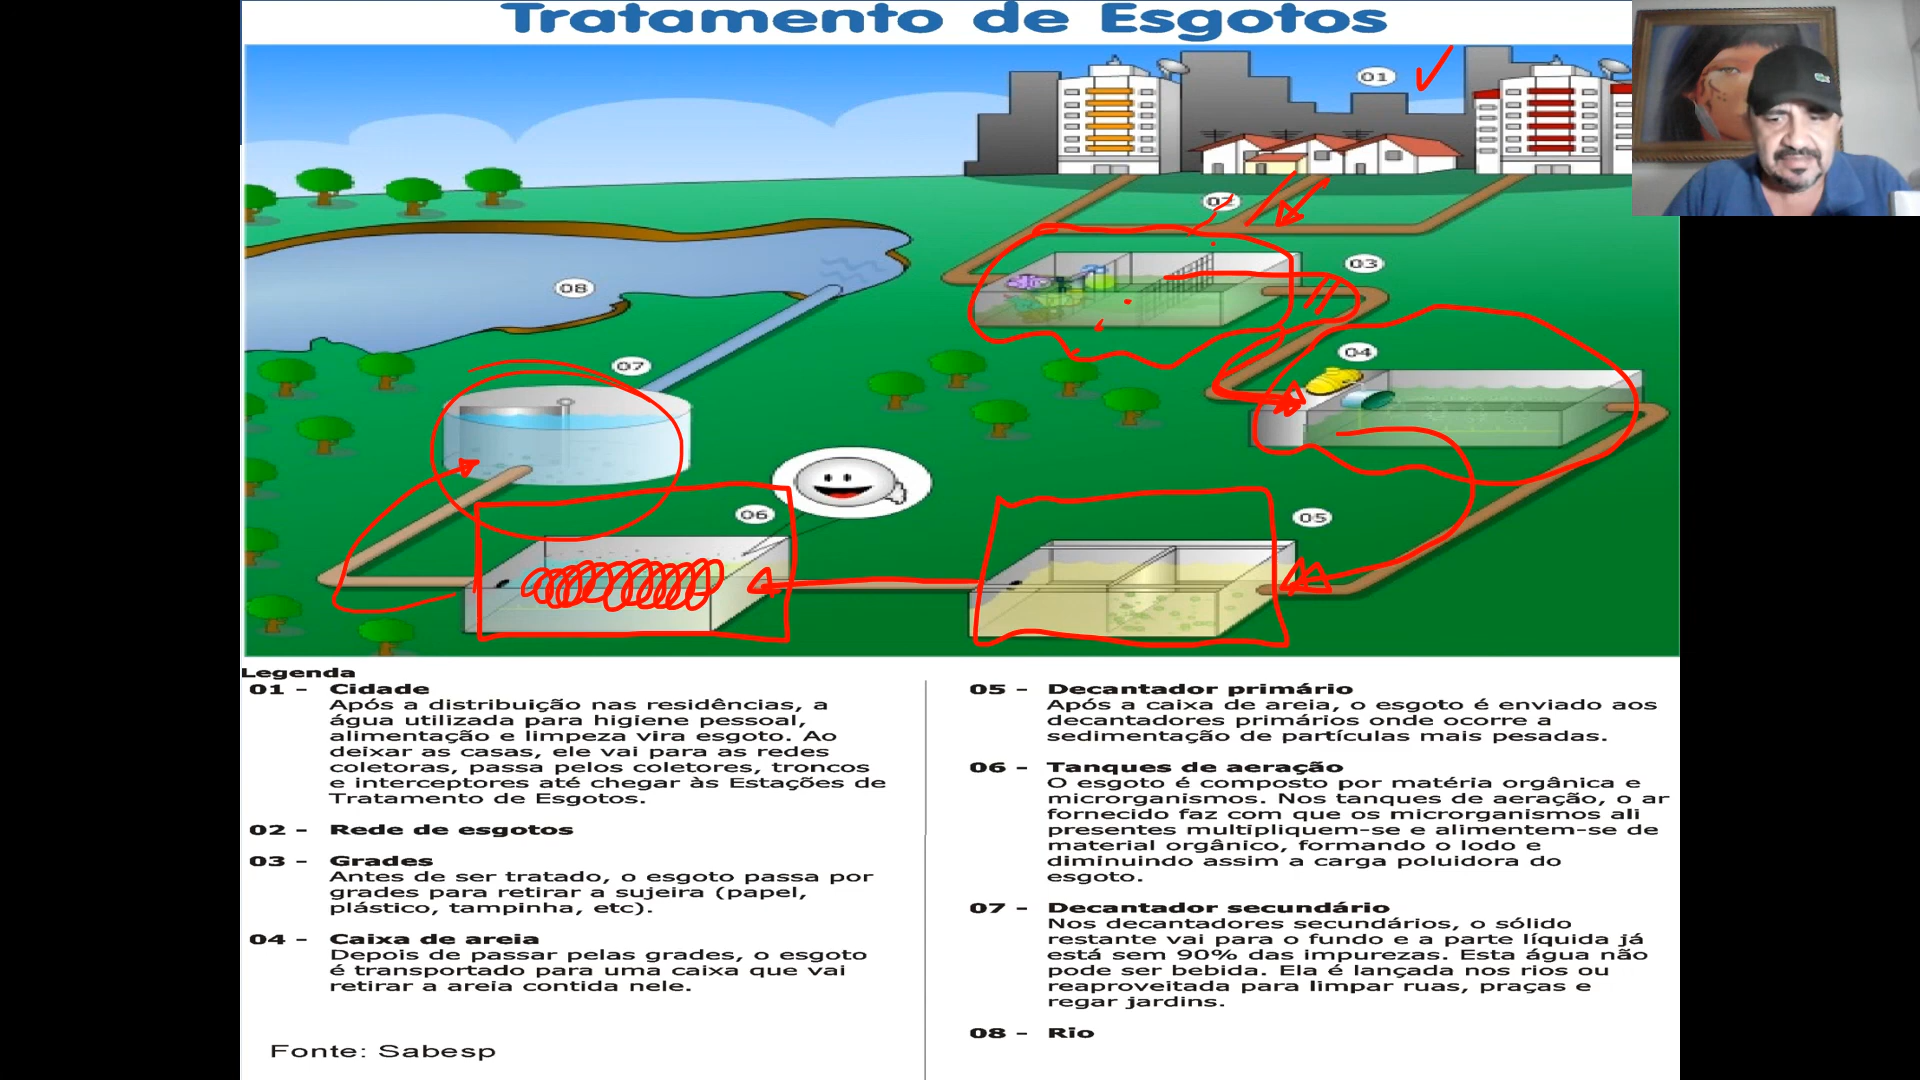 Tratamento de Esgotos
01
02
03
08
04
07
06
05
Legenda
01 - Cidade
Após a distribuição nas residências, a
água utilizada para higiene pessoal,
alimentação e limpeza vira esgoto. Ao
deixar as casas, ele vai para as redes
coletoras, passa pelos coletores, troncos
e interceptores até chegar às Estações de
Tratamento de Esgotos.
02 - Rede de esgotos
03 - Grades
Antes de ser tratado, o esgoto passa por
grades para retirar a sujeira (papel,
plástico, tampinha, etc).
04 - Caixa de areia
Depois de passar pelas grades, o esgoto
é transportado para uma caixa que vai
retirar a areia contida nele.
Fonte: Sabesp
05 - Decantador primário
Após a caixa de areia, o esgoto é enviado aos
decantadores primários onde ocorre a
sedimentação de partículas mais pesadas.
06 - Tanques de aeração
O esgoto é composto por matéria orgânica e
microrganismos. Nos tanques de aeração, o ar
fornecido faz com que os microrganismos ali
presentes multipliquem-se e alimentem-se de
material orgânico, formando o lodo e
diminuindo assim a carga poluidora do
esgoto.
07 - Decantador secundário
Nos decantadores secundários, o sólido
restante vai para o fundo e a parte líquida já
está sem 90% das impurezas. Esta água não
pode ser bebida. Ela é lançada nos rios ou
reaproveitada para limpar ruas, praças e
regar jardins.
08 - Rio